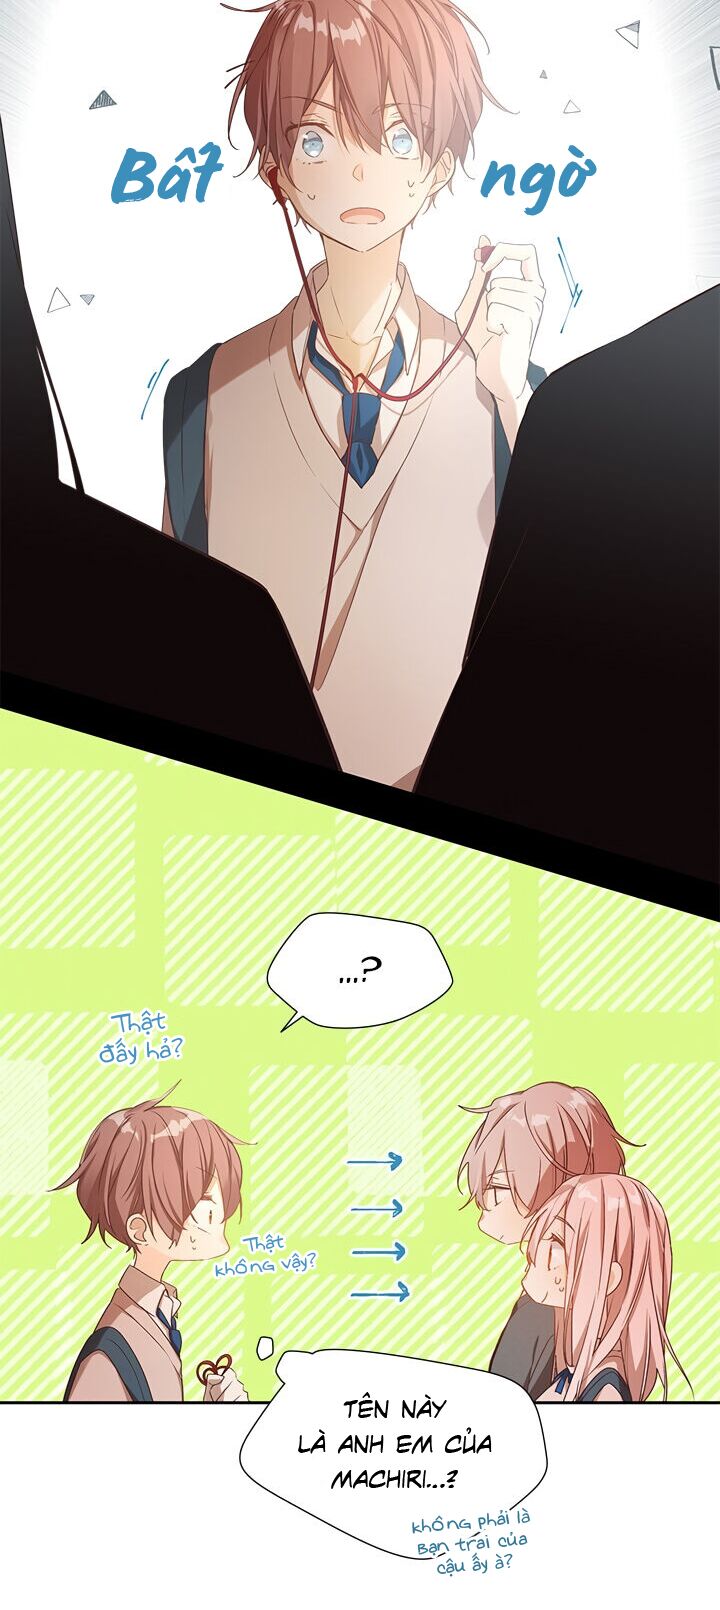 Bất ngờ
...?
Thật
đấy hả?
Thật
không vậy?
TÊN NÀY
LÀ ANH EM CỦA
MACHIRI...?
không phải là
Bạn trai của
cậu ấy à?